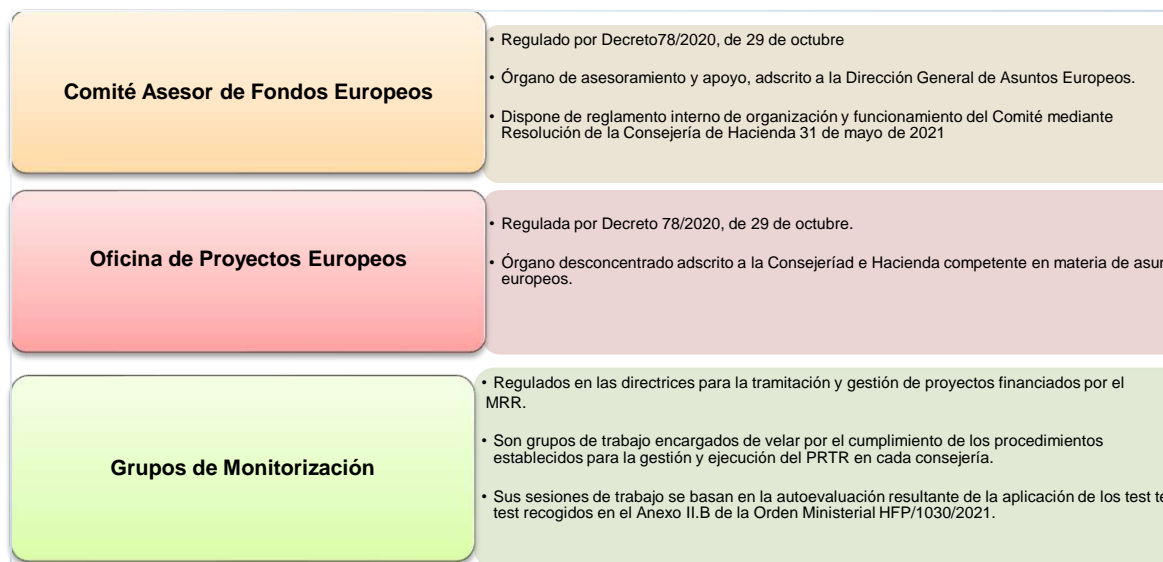 Comité Asesor de Fondos Europeos
• Regulado por Decreto78/2020, de 29 de octubre
• Órgano de asesoramiento y apoyo, adscrito a la Dirección General de Asuntos Europeos.
• Dispone de reglamento interno de organización y funcionamiento del Comité mediante
Resolución de la Consejería de Hacienda 31 de mayo de 2021
Oficina de Proyectos Europeos
• Regulada por Decreto 78/2020, de 29 de octubre.
• Órgano desconcentrado adscrito a la Consejeríad e Hacienda competente en materia de
europeos.
Grupos de Monitorización
• Regulados en las directrices para la tramitación y gestión de proyectos financiados por el
MRR.
• Son grupos de trabajo encargados de velar por el cumplimiento de los procedimientos
establecidos para la gestión y ejecución del PRTR en cada consejería.
• Sus sesiones de trabajo se basan en la autoevaluación resultante de la aplicación de los test
test recogidos en el Anexo II.B de la Orden Ministerial HFP/1030/2021.